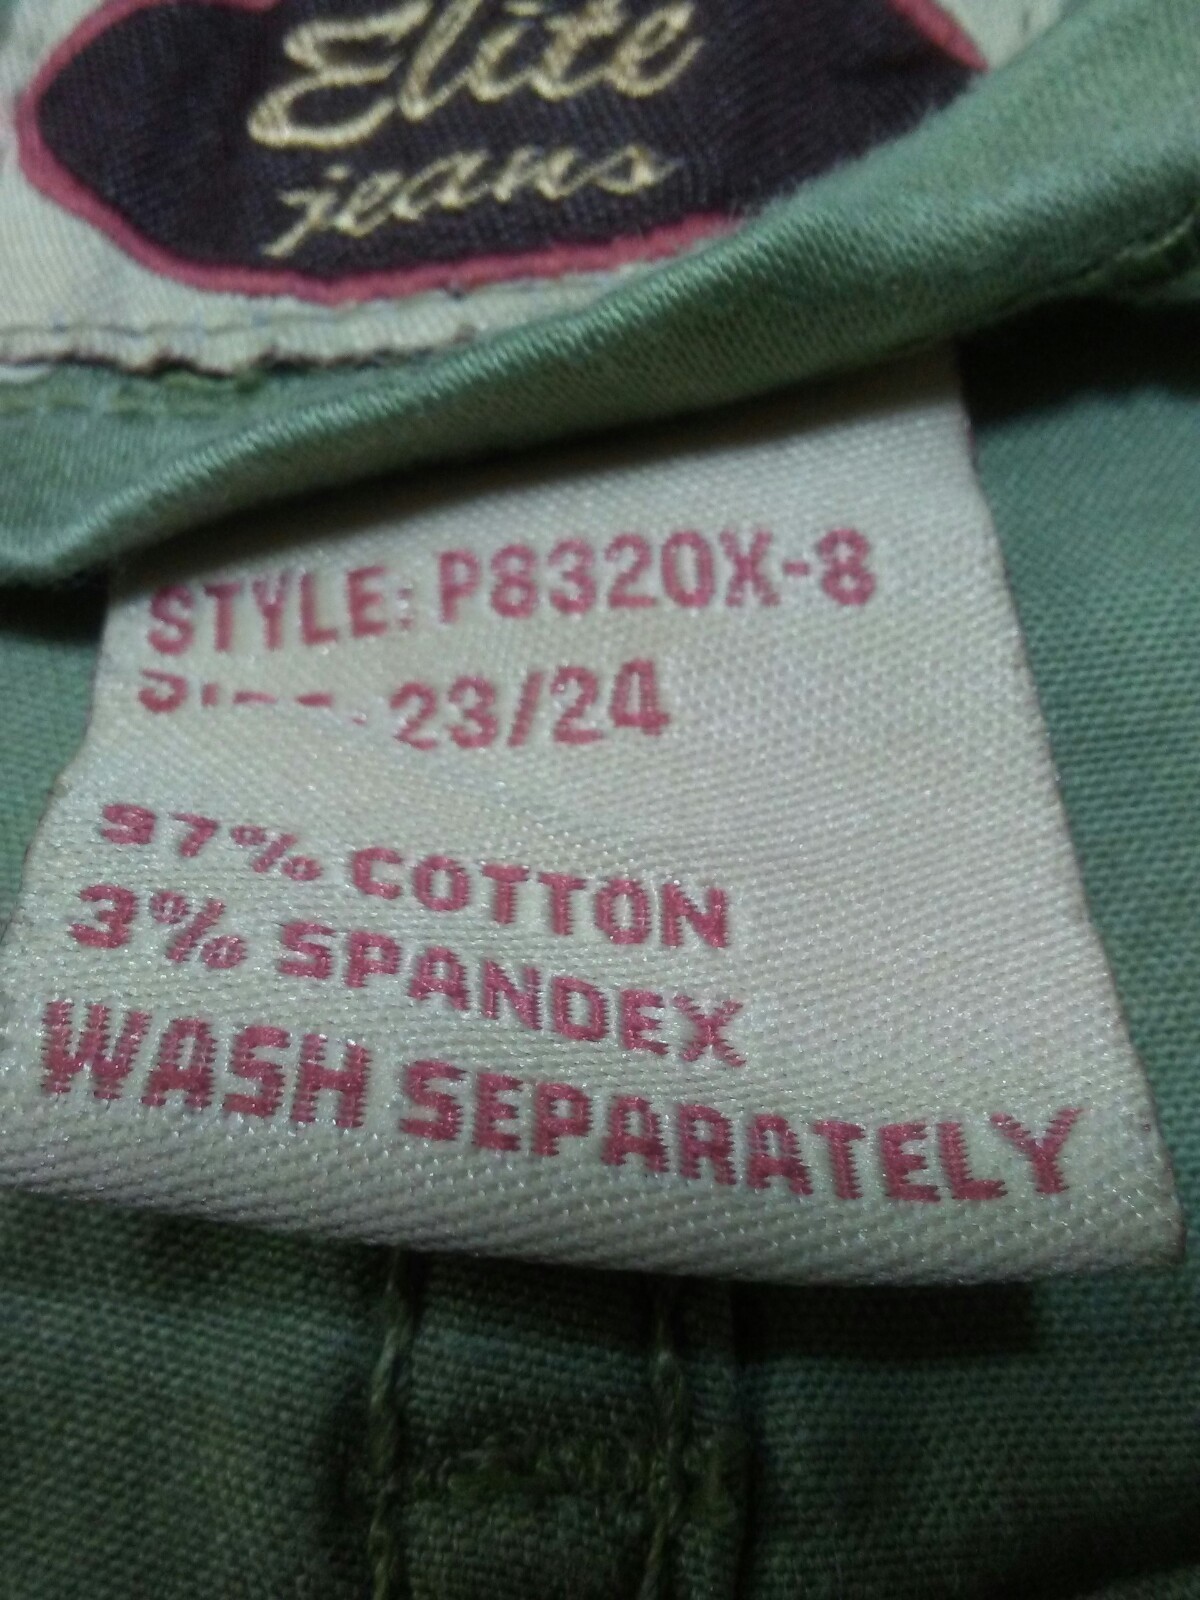 Elite
jeans
STYLE: P8320X-8
23/24
97% COTTON
3% SPANDEX
WASH SEPARATELY